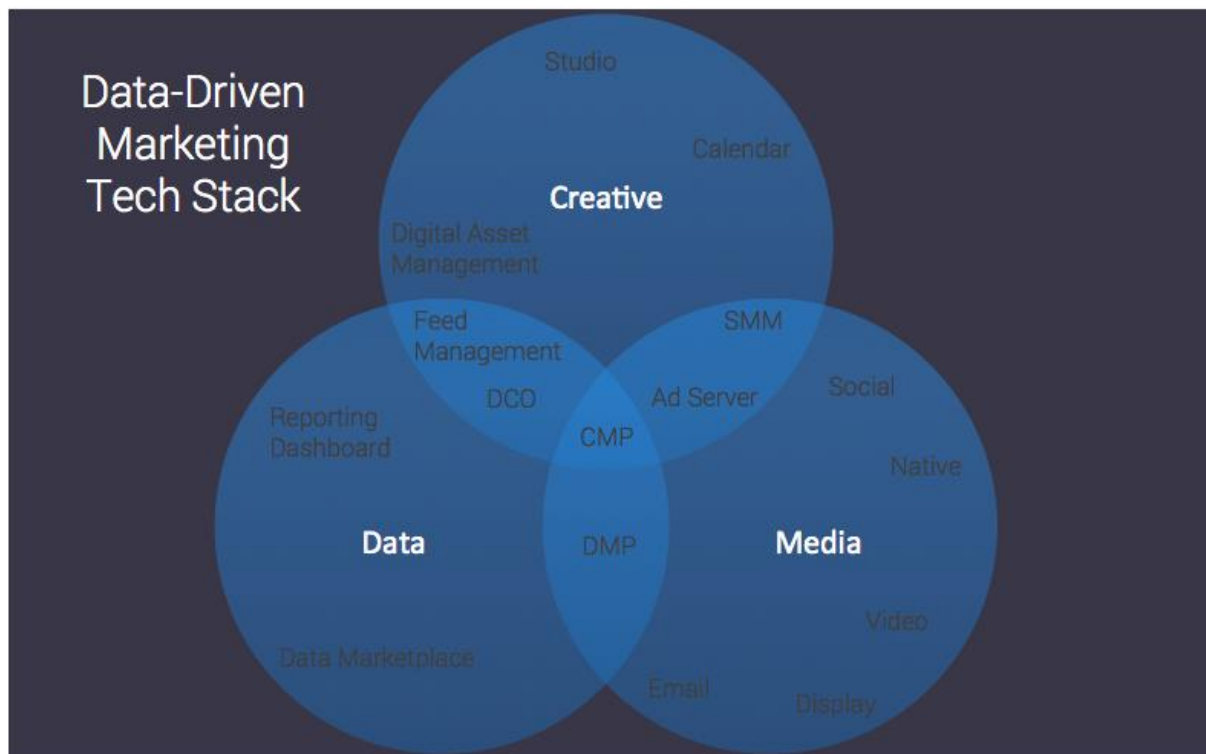 Data-Driven
Marketing
Tech Stack
Studio
Calendar
Creative
Digital Asset
Management
Feed
Management
SMM
DCO
Ad Server
Social
Reporting
Dashboard
CMP
Native
Data
DMP
Media
Video
Data Marketplace
Email
Display